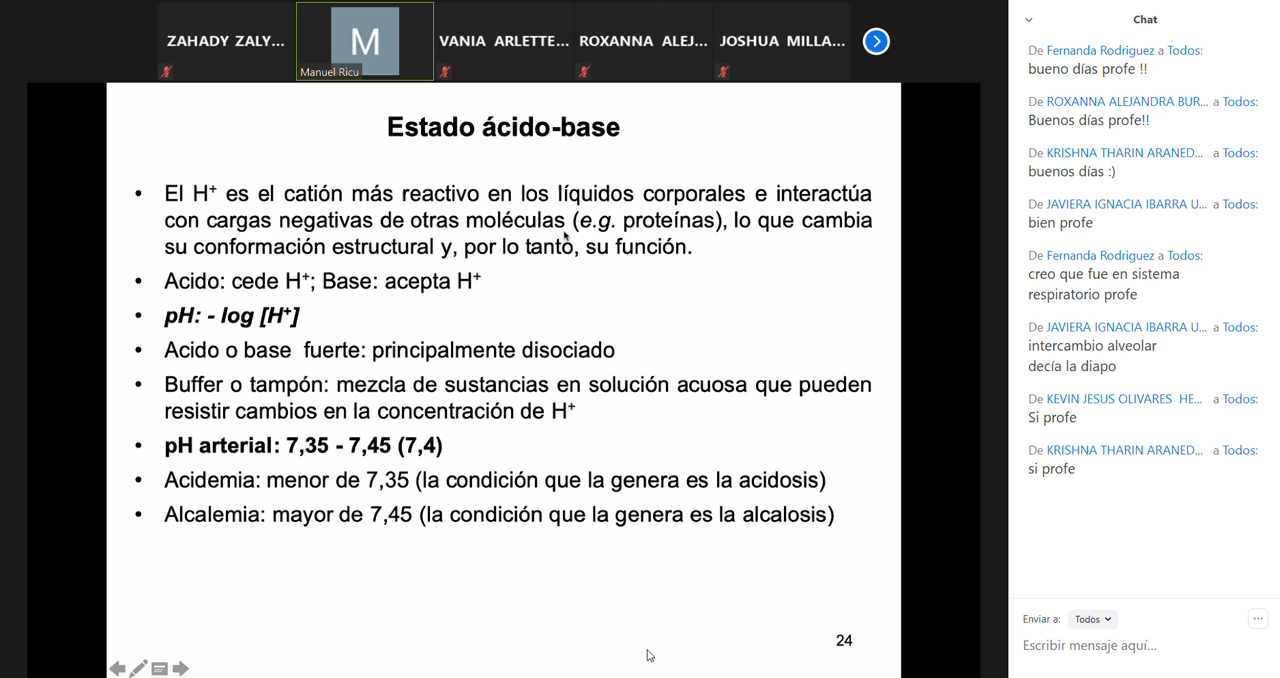 ZAHADY ZALY...
M
Manuel Ricu
VANIA ARLETTE...
ROXANNA ALEJ...
JOSHUA MILLA...
Estado ácido-base
• El H⁺ es el catión más reactivo en los líquidos corporales e interactúa
con cargas negativas de otras moléculas (e.g. proteínas), lo que cambia
su conformación estructural y, por lo tanto, su función.
• Acido: cede H⁺; Base: acepta H⁺
• pH: - log [H⁺]
• Acido o base fuerte: principalmente disociado
• Buffer o tampón: mezcla de sustancias en solución acuosa que pueden
resistir cambios en la concentración de H⁺
• pH arterial: 7,35 - 7,45 (7,4)
• Acidemia: menor de 7,35 (la condición que la genera es la acidosis)
• Alcalemia: mayor de 7,45 (la condición que la genera es la alcalosis)
24
Chat
De Fernanda Rodriguez a Todos:
bueno días profe !!
De ROXANNA ALEJANDRA BUR... a Todos:
Buenos días profe!!
De KRISHNA THARIN ARANED... a Todos:
buenos días :)
De JAVIERA IGNACIA IBARRA U... a Todos:
bien profe
De Fernanda Rodriguez a Todos:
creo que fue en sistema
respiratorio profe
De JAVIERA IGNACIA IBARRA U... a Todos:
intercambio alveolar
decía la diapo
De KEVIN JESUS OLIVARES HE... a Todos:
Si profe
De KRISHNA THARIN ARANED... a Todos:
si profe
Enviar a: Todos
Escribir mensaje aquí...